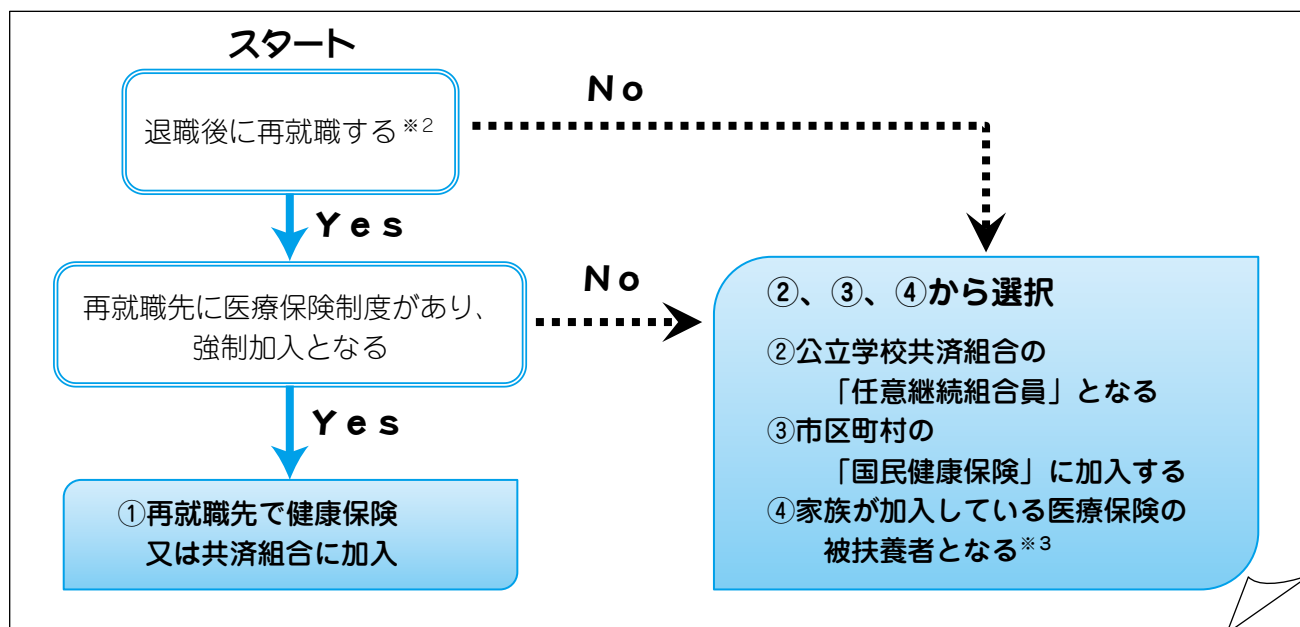 スタート
退職後に再就職する※2
No
Yes
再就職先に医療保険制度があり、
強制加入となる
No
Yes
①再就職先で健康保険
又は共済組合に加入
②、③、④から選択
②公立学校共済組合の
「任意継続組合員」となる
③市区町村の
「国民健康保険」に加入する
④家族が加入している医療保険の
被扶養者となる※3